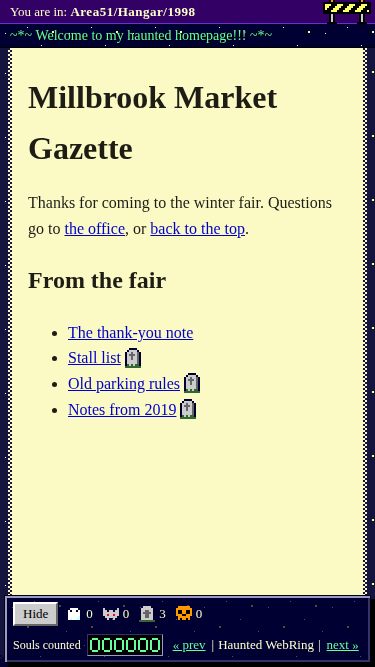 You are in: Area51/Hangar/1998
~*~ Welcome to my haunted homepage!!! ~*~
Millbrook Market
Gazette
Thanks for coming to the winter fair. Questions
go to the office, or back to the top.
From the fair
The thank-you note
Stall list
Old parking rules
Notes from 2019
Hide 0 0 3 0
Souls counted 000000 « prev | Haunted WebRing | next »